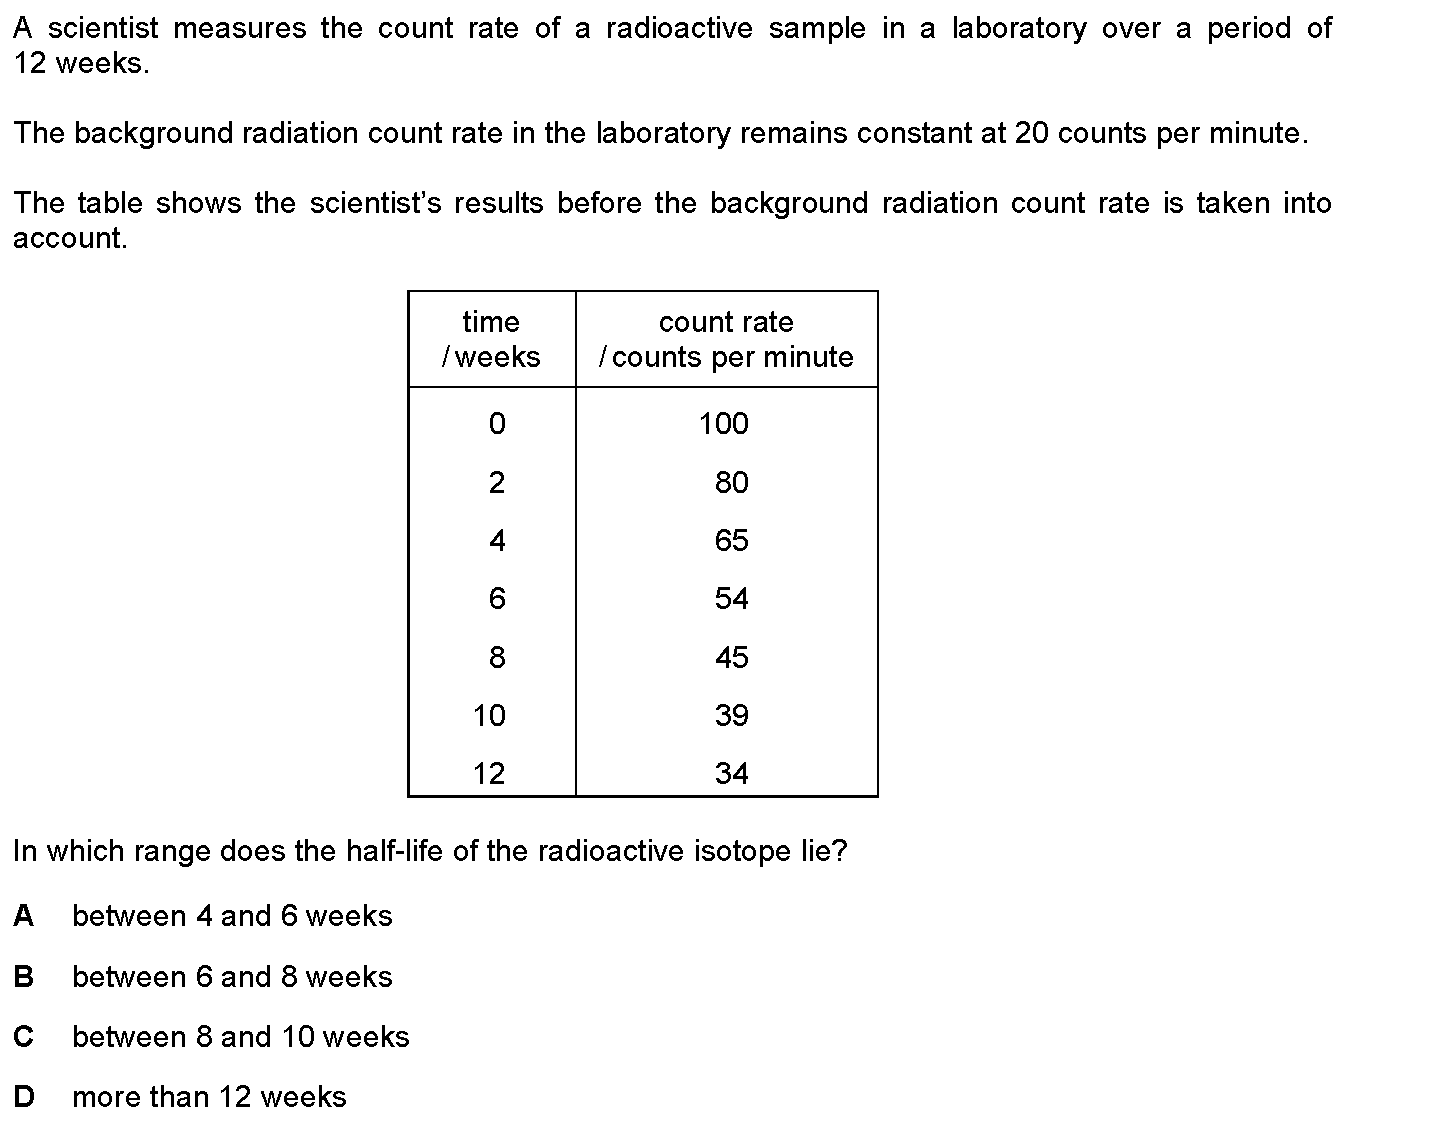 A scientist measures the count rate of a radioactive sample in a laboratory over a period of
12 weeks.
The background radiation count rate in the laboratory remains constant at 20 counts per minute.
The table shows the scientist’s results before the background radiation count rate is taken into
account.
time count rate
/ weeks / counts per minute
0 100
2 80
4 65
6 54
8 45
10 39
12 34
In which range does the half-life of the radioactive isotope lie?
A between 4 and 6 weeks
B between 6 and 8 weeks
C between 8 and 10 weeks
D more than 12 weeks